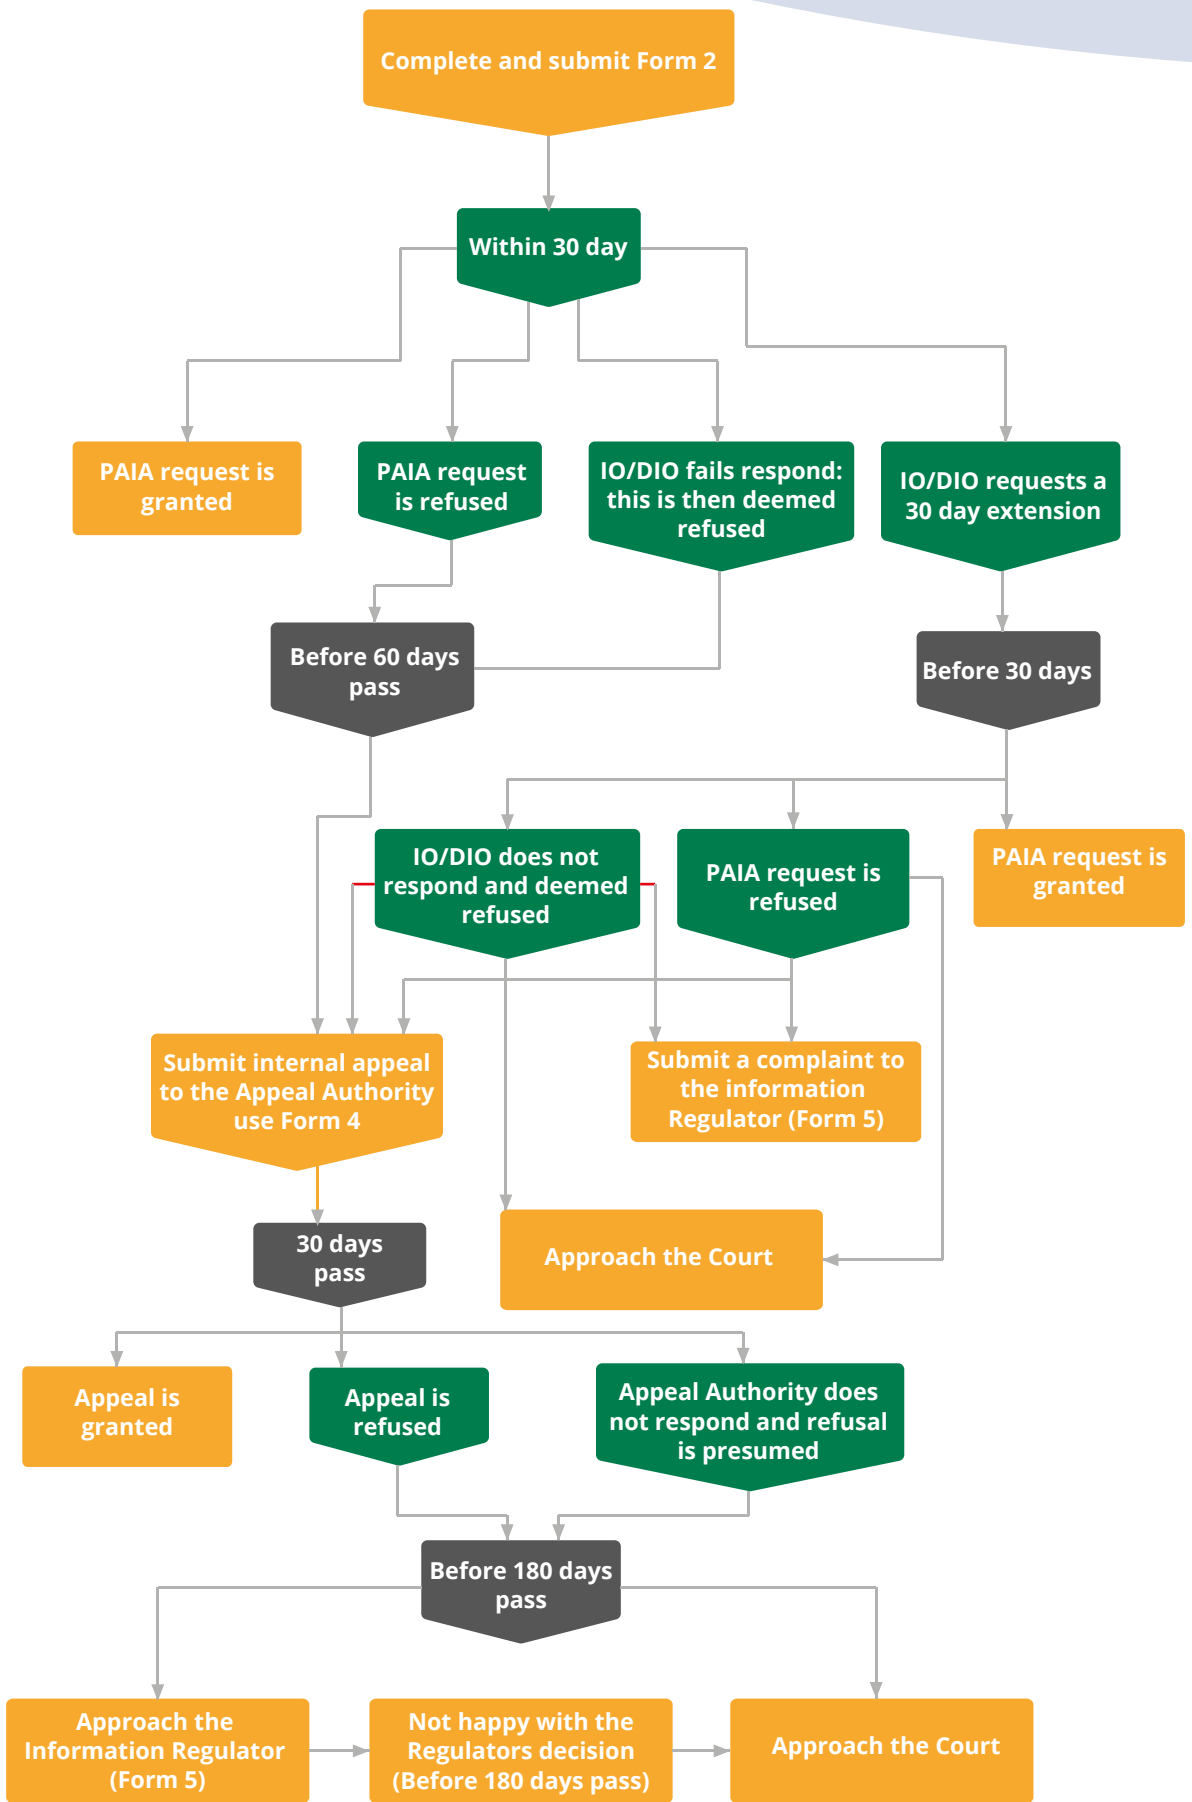 Complete and submit Form 2
Within 30 day
PAIA request is
granted
PAIA request
is refused
IO/DIO fails respond:
this is then deemed
refused
IO/DIO requests a
30 day extension
Before 60 days
pass
Before 30 days
IO/DIO does not
respond and deemed
refused
PAIA request is
refused
PAIA request is
granted
Submit internal appeal
to the Appeal Authority
use Form 4
Submit a complaint to
the information
Regulator (Form 5)
30 days
pass
Approach the Court
Appeal is
granted
Appeal is
refused
Appeal Authority does
not respond and refusal
is presumed
Before 180 days
pass
Approach the
Information Regulator
(Form 5)
Not happy with the
Regulators decision
(Before 180 days pass)
Approach the Court